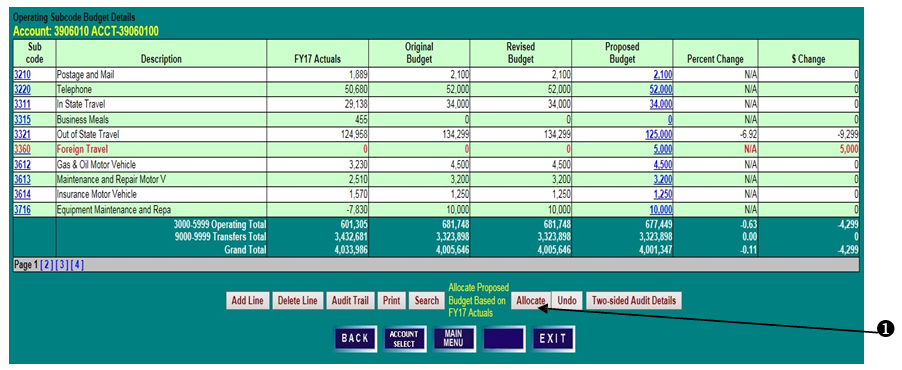 Operating Subcode Budget Details
Account: 3906010 ACCT-39060100
Sub code Description FY17 Actuals Original Budget Revised Budget Proposed Budget Percent Change $ Change
3210 Postage and Mail 1,889 2,100 2,100 2,100 N/A 0
3220 Telephone 50,680 52,000 52,000 52,000 N/A 0
3311 In State Travel 29,138 34,000 34,000 34,000 N/A 0
3315 Business Meals 455 0 0 0 N/A 0
3321 Out of State Travel 124,958 134,299 134,299 125,000 -6.92 -9,299
3360 Foreign Travel 0 0 0 5,000 N/A 5,000
3612 Gas & Oil Motor Vehicle 3,230 4,500 4,500 4,500 N/A 0
3613 Maintenance and Repair Motor V 2,510 3,200 3,200 3,200 N/A 0
3614 Insurance Motor Vehicle 1,570 1,250 1,250 1,250 N/A 0
3716 Equipment Maintenance and Repa -7,830 10,000 10,000 10,000 N/A 0
3000-5999 Operating Total 601,305 681,748 681,748 677,449 -0.63 -4,299
9000-9999 Transfers Total 3,432,681 3,323,898 3,323,898 3,323,898 0.00 0
Grand Total 4,033,986 4,005,646 4,005,646 4,001,347 -0.11 -4,299
Page 1 [ 2 ] [ 3 ] [ 4 ]
Add Line Delete Line Audit Trail Print Search Allocate Proposed Budget Based on FY17 Actuals Allocate Undo Two-sided Audit Details
❶
BACK ACCOUNT SELECT MAIN MENU EXIT